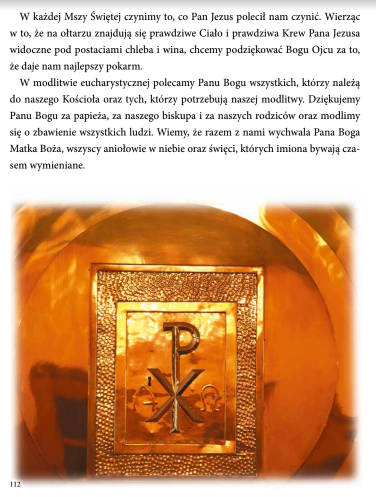 W każdej Mszy Świętej czynimy to, co Pan Jezus polecił nam czynić. Wierząc
w to, że na ołtarzu znajdują się prawdziwe Ciało i prawdziwa Krew Pana Jezusa
widoczne pod postaciami chleba i wina, chcemy podziękować Bogu Ojcu za to,
że daje nam najlepszy pokarm.
W modlitwie eucharystycznej polecamy Panu Bogu wszystkich, którzy należą
do naszego Kościoła oraz tych, którzy potrzebują naszej modlitwy. Dziękujemy
Panu Bogu za papieża, za naszego biskupa i za naszych rodziców oraz modlimy
się o zbawienie wszystkich ludzi. Wiemy, że razem z nami wychwala Pana Boga
Matka Boża, wszyscy aniołowie w niebie oraz święci, których imiona bywają cza-
sem wymieniane.
112